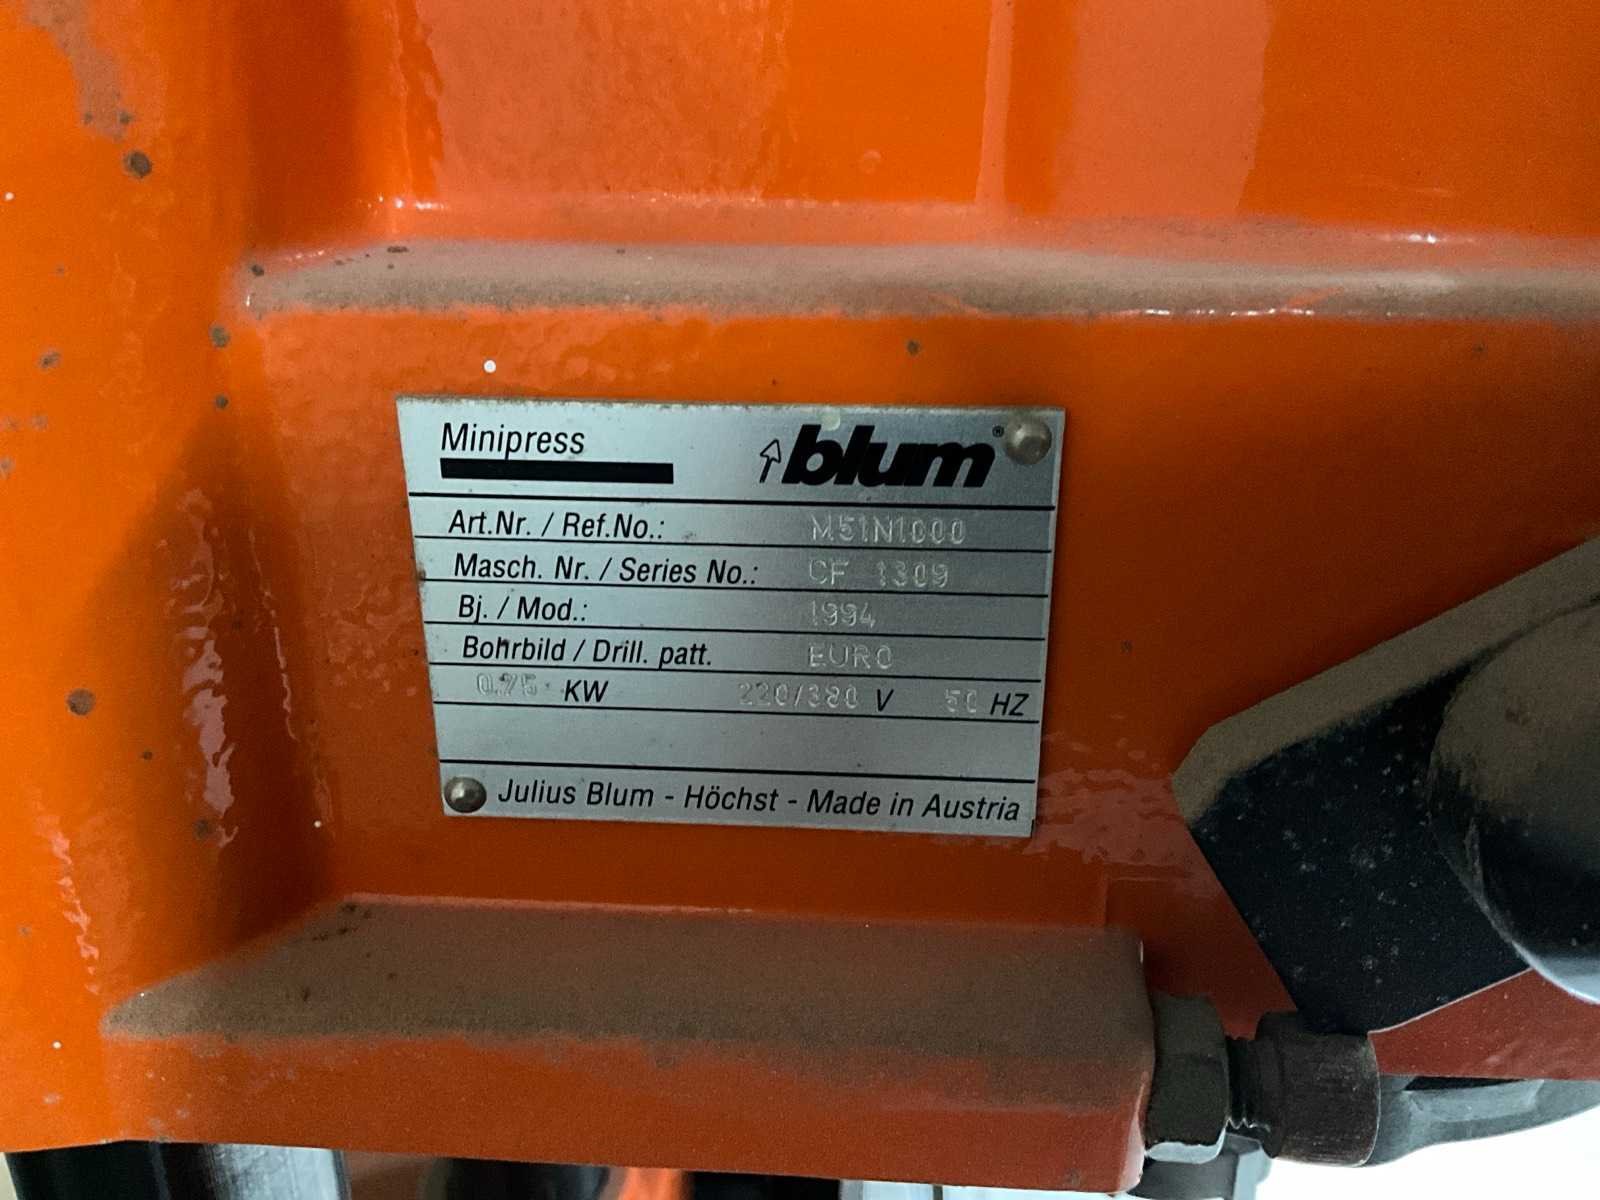 Minipress
blum®
Art.Nr. / Ref.No.: M51N1000
Masch. Nr. / Series No.: CF 1309
Bj. / Mod.: 1994
Bohrbild / Drill. patt. EURO
0.75 KW 220/380 V 50 HZ
Julius Blum - Höchst - Made in Austria